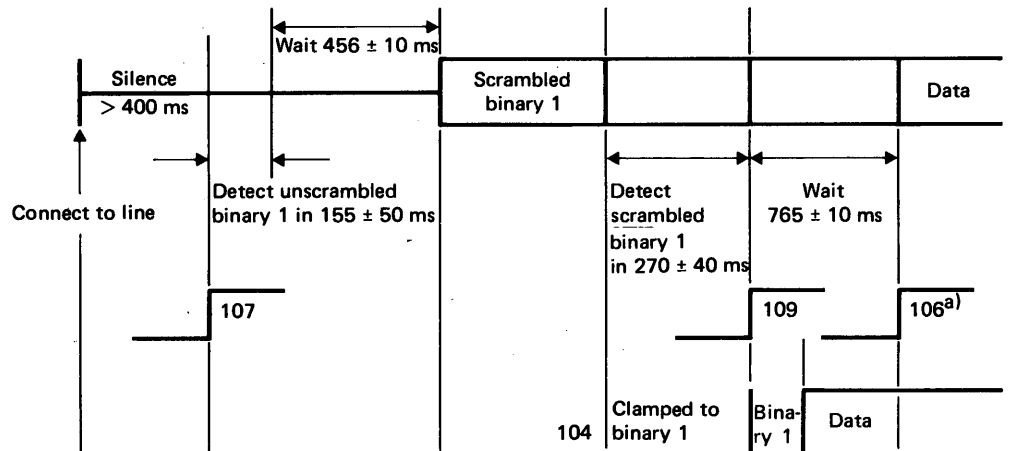 Wait 456 ± 10 ms
Silence
> 400 ms
Scrambled
binary 1
Data
Connect to line
Detect unscrambled
binary 1 in 155 ± 50 ms
Detect
scrambled
binary 1
in 270 ± 40 ms
Wait
765 ± 10 ms
107
109
106a)
104
Clamped to
binary 1
Bina-
ry 1
Data